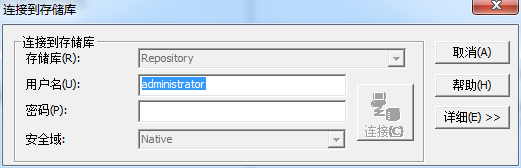 连接到存储库
连接到存储库
存储库(R): Repository
用户名(U): administrator
密码(P):
安全域: Native
连接(C)
取消(A)
帮助(H)
详细(E) >>